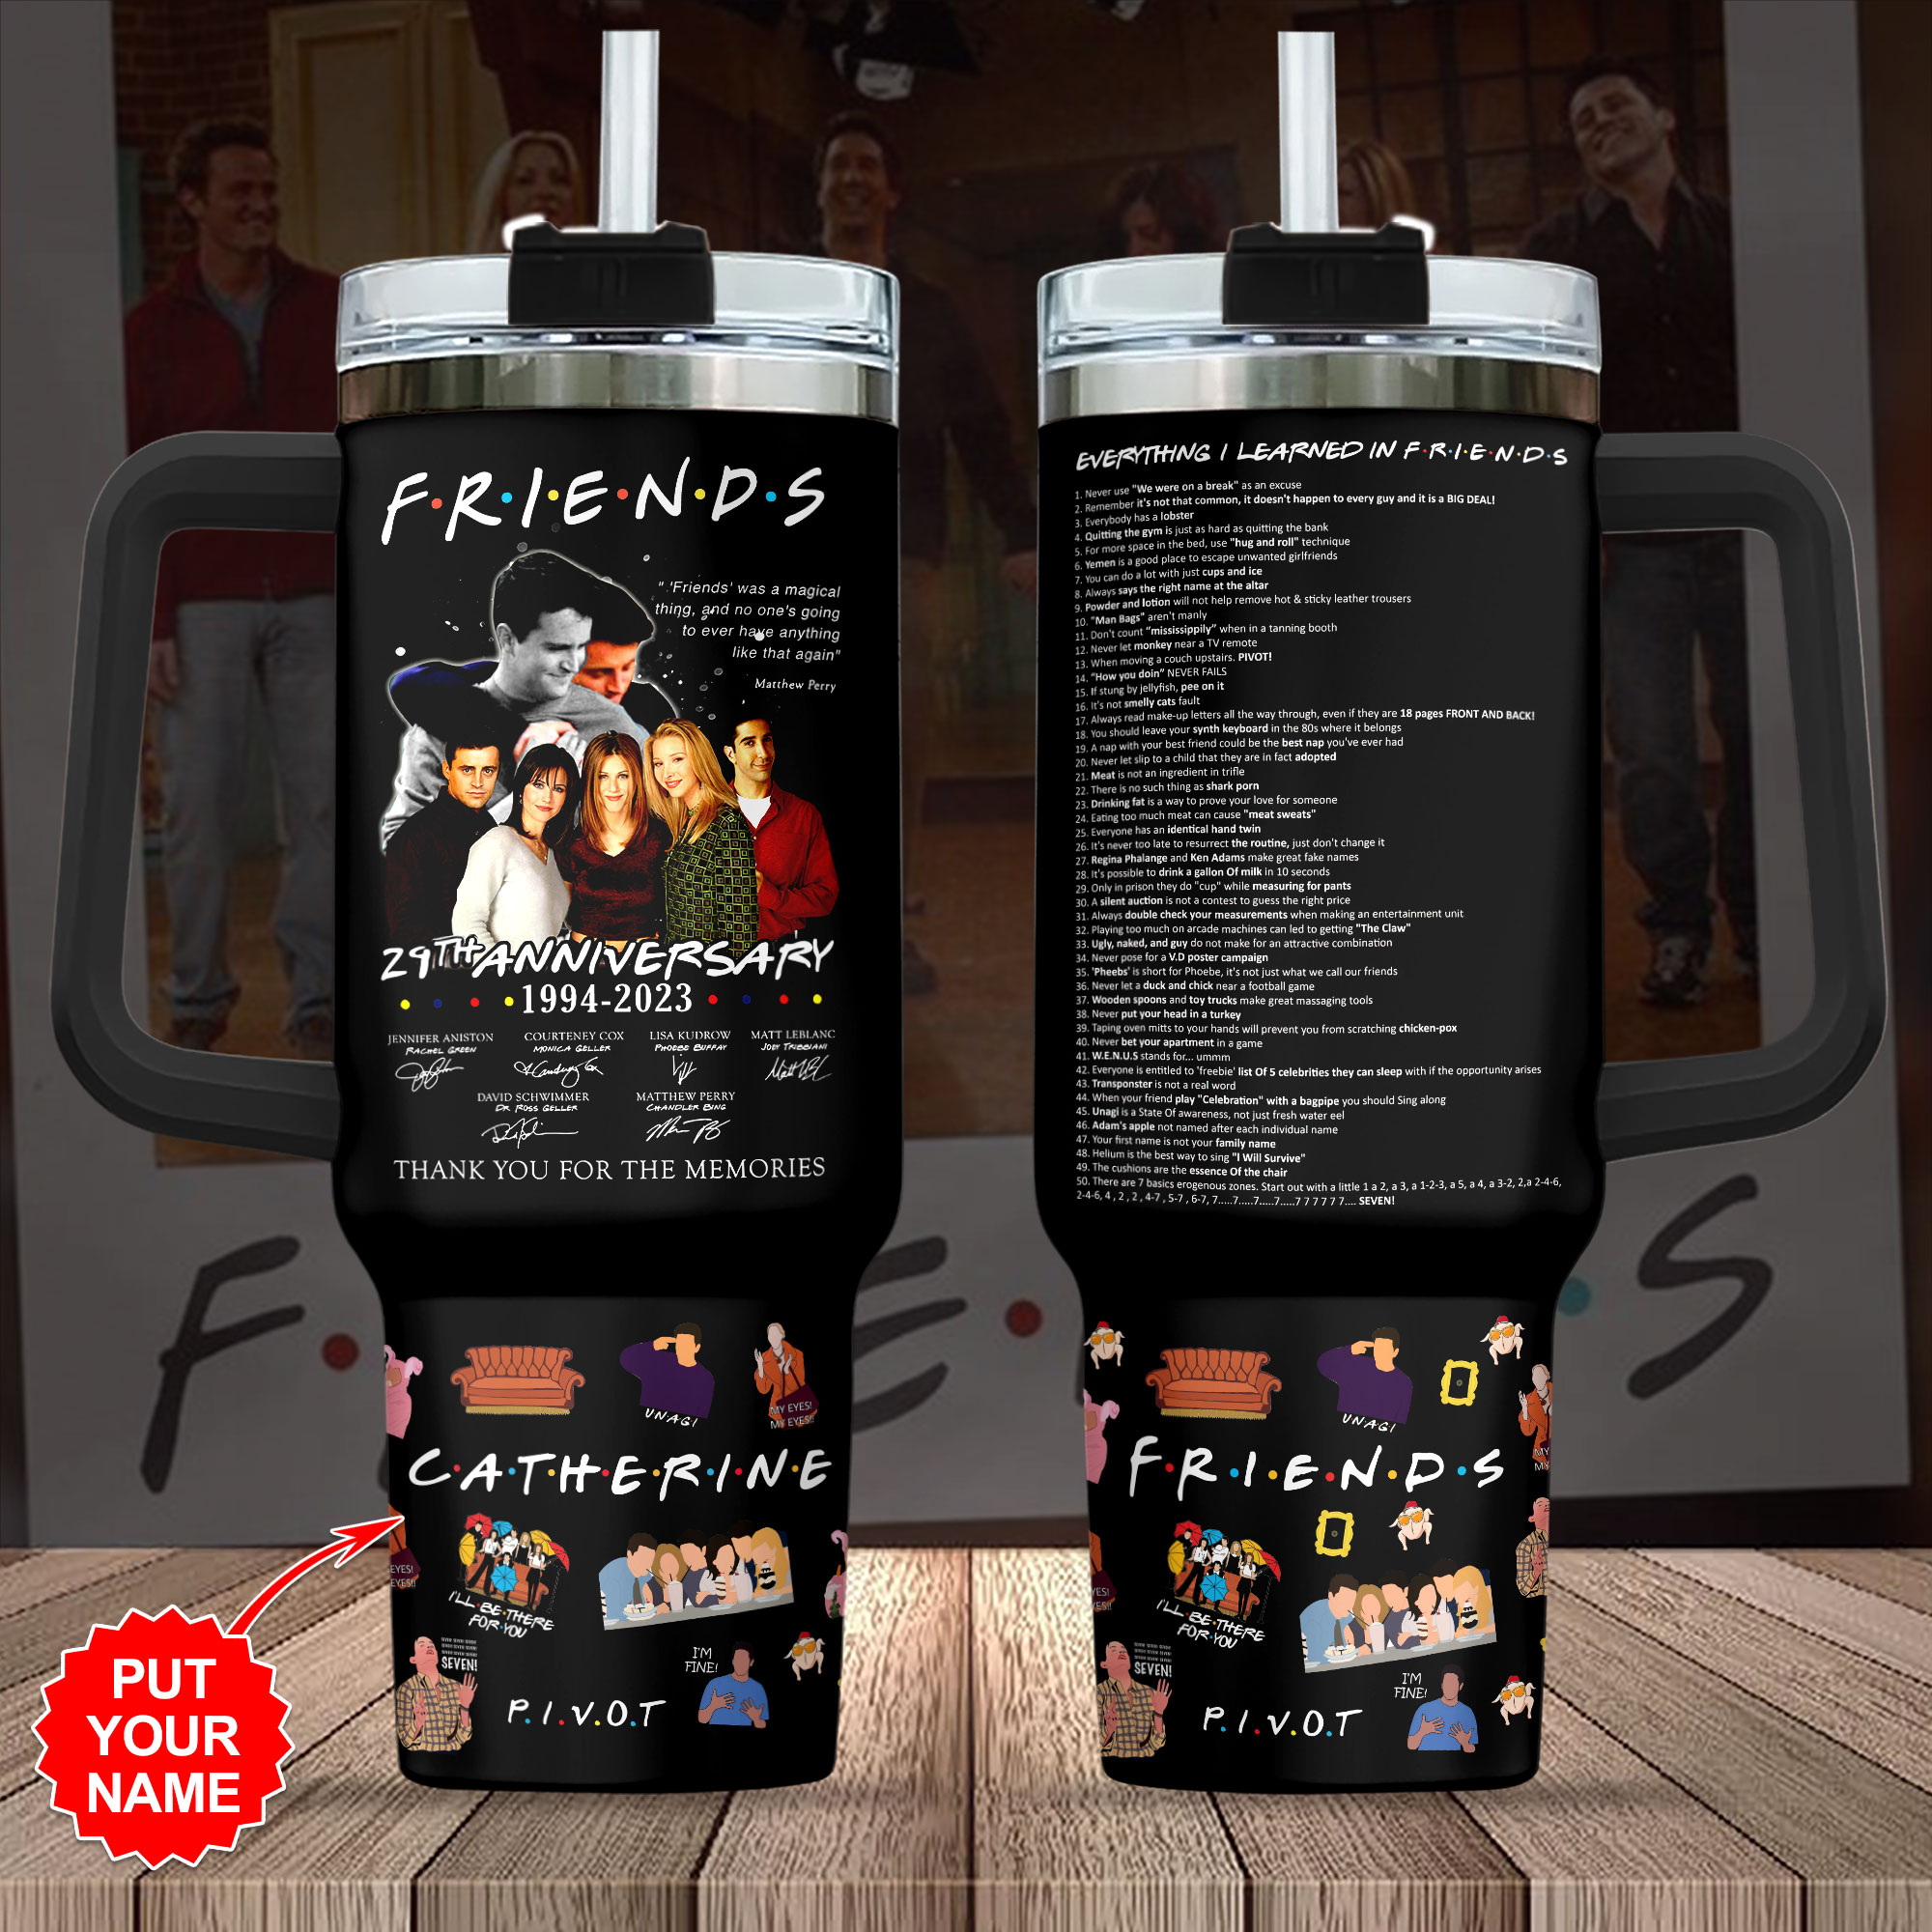 F·R·I·E·N·D·S
" 'Friends' was a magical
thing, and no one's going
to ever have anything
like that again"
Matthew Perry
29TH ANNIVERSARY
1994-2023
JENNIFER ANISTON COURTENEY COX LISA KUDROW MATT LEBLANC
RACHEL GREEN MONICA GELLER PHOEBE BUFFAY JOEY TRIBBIANI
DAVID SCHWIMMER MATTHEW PERRY
DR ROSS GELLER CHANDLER BING
THANK YOU FOR THE MEMORIES
UNAGI
MY EYES!
MY EYES!!
C·A·T·H·E·R·I·N·E
EYES!
EYES!!
I'LL·BE·THERE
FOR·YOU
SEVEN!
I'M
FINE!
P.I.V.O.T
PUT
YOUR
NAME
EVERYTHING I LEARNED IN F·R·I·E·N·D·S
1. Never use "We were on a break" as an excuse
2. Remember it's not that common, it doesn't happen to every guy and it is a BIG DEAL!
3. Everybody has a lobster
4. Quitting the gym is just as hard as quitting the bank
5. For more space in the bed, use "hug and roll" technique
6. Yemen is a good place to escape unwanted girlfriends
7. You can do a lot with just cups and ice
8. Always says the right name at the altar
9. Powder and lotion will not help remove hot & sticky leather trousers
10. "Man Bags" aren't manly
11. Don't count "mississippily" when in a tanning booth
12. Never let monkey near a TV remote
13. When moving a couch upstairs. PIVOT!
14. "How you doin" NEVER FAILS
15. If stung by jellyfish, pee on it
16. It's not smelly cats fault
17. Always read make-up letters all the way through, even if they are 18 pages FRONT AND BACK!
18. You should leave your synth keyboard in the 80s where it belongs
19. A nap with your best friend could be the best nap you've ever had
20. Never let slip to a child that they are in fact adopted
21. Meat is not an ingredient in trifle
22. There is no such thing as shark porn
23. Drinking fat is a way to prove your love for someone
24. Eating too much meat can cause "meat sweats"
25. Everyone has an identical hand twin
26. It's never too late to resurrect the routine, just don't change it
27. Regina Phalange and Ken Adams make great fake names
28. It's possible to drink a gallon Of milk in 10 seconds
29. Only in prison they do "cup" while measuring for pants
30. A silent auction is not a contest to guess the right price
31. Always double check your measurements when making an entertainment unit
32. Playing too much on arcade machines can led to getting "The Claw"
33. Ugly, naked, and guy do not make for an attractive combination
34. Never pose for a V.D poster campaign
35. 'Pheebs' is short for Phoebe, it's not just what we call our friends
36. Never let a duck and chick near a football game
37. Wooden spoons and toy trucks make great massaging tools
38. Never put your head in a turkey
39. Taping oven mitts to your hands will prevent you from scratching chicken-pox
40. Never bet your apartment in a game
41. W.E.N.U.S stands for... ummm
42. Everyone is entitled to 'freebie' list Of 5 celebrities they can sleep with if the opportunity arises
43. Transponster is not a real word
44. When your friend play "Celebration" with a bagpipe you should Sing along
45. Unagi is a State Of awareness, not just fresh water eel
46. Adam's apple not named after each individual name
47. Your first name is not your family name
48. Helium is the best way to sing "I Will Survive"
49. The cushions are the essence Of the chair
50. There are 7 basics erogenous zones. Start out with a little 1 a 2, a 3, a 1-2-3, a 5, a 4, a 3-2, 2,a 2-4-6,
2-4-6, 4 , 2 , 2 , 4-7 , 5-7 , 6-7, 7.....7.....7.....7.....7 7 7 7 7 7.... SEVEN!
UNAGI
MY
F·R·I·E·N·D·S
I'LL·BE·THERE
FOR·YOU
SEVEN!
I'M
FINE!
P.I.V.O.T